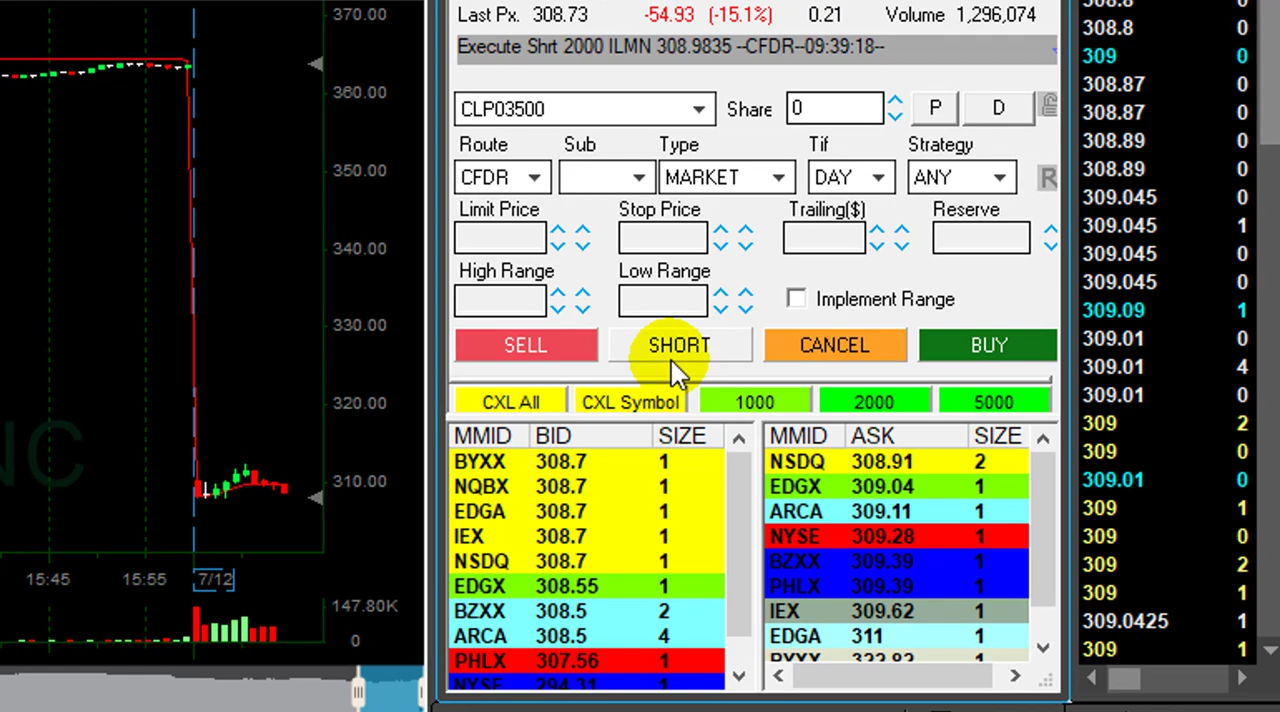 370.00
360.00
350.00
340.00
330.00
320.00
310.00
NC
15:45 15:55 7/12
147.80K
0
Last Px. 308.73 -54.93 (-15.1%) 0.21 Volume 1,296,074
Execute Shrt 2000 ILMN 308.9835 --CFDR--09:39:18--
CLP03500 Share 0 P D
Route Sub Type Tif Strategy
CFDR MARKET DAY ANY R
Limit Price Stop Price Trailing($) Reserve
High Range Low Range
Implement Range
SELL SHORT CANCEL BUY
CXL All CXL Symbol 1000 2000 5000
MMID BID SIZE
BYXX 308.7 1
NQBX 308.7 1
EDGA 308.7 1
IEX 308.7 1
NSDQ 308.7 1
EDGX 308.55 1
BZXX 308.5 2
ARCA 308.5 4
PHLX 307.56 1
NYSE 294.31 1
MMID ASK SIZE
NSDQ 308.91 2
EDGX 309.04 1
ARCA 309.11 1
NYSE 309.28 1
BZXX 309.39 1
PHLX 309.39 1
IEX 309.62 1
EDGA 311 1
308.8 0
308.8 0
309 0
308.87 0
308.87 0
308.89 0
308.89 0
309.045 0
309.045 1
309.045 0
309.045 0
309.09 1
309.01 0
309.01 4
309.01 0
309 2
309 0
309.01 0
309 1
309 0
309 2
309 1
309.0425 1
309 1